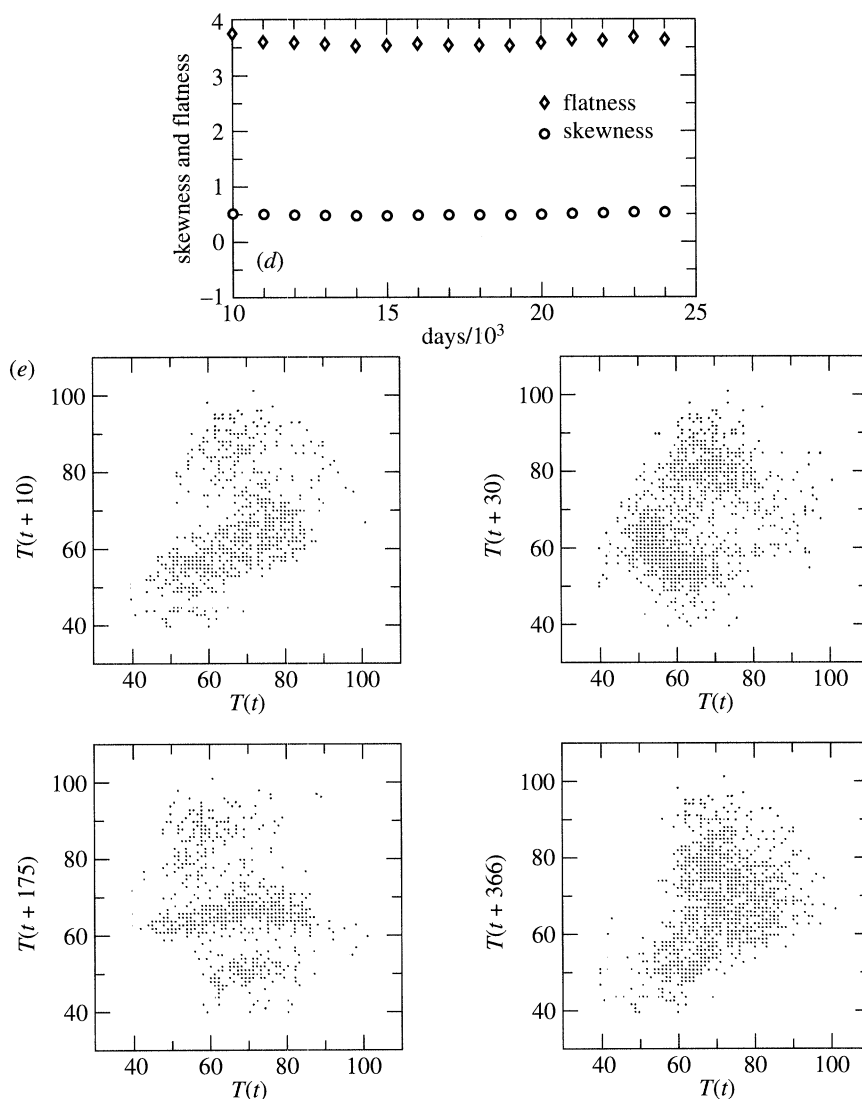 4
3
2
1
0
−1
skewness and flatness
flatness
skewness
(d)
10 15 20 25
days/10³
(e)
100
80
60
40
T(t + 10)
40 60 80 100
T(t)
100
80
60
40
T(t + 30)
40 60 80 100
T(t)
100
80
60
40
T(t + 175)
40 60 80 100
T(t)
100
80
60
40
T(t + 366)
40 60 80 100
T(t)